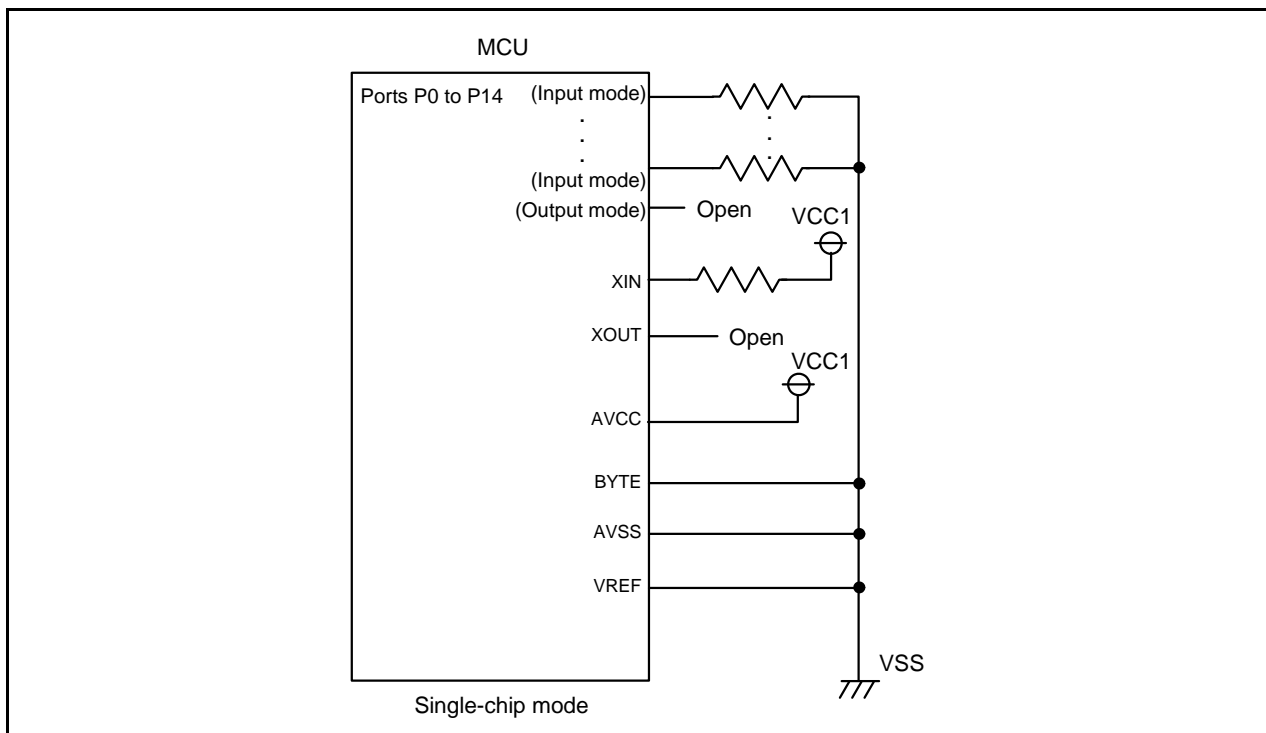 MCU
Ports P0 to P14
(Input mode)
.
.
.
.
.
.
(Input mode)
(Output mode)
Open
VCC1
XIN
XOUT
Open
VCC1
AVCC
BYTE
AVSS
VREF
VSS
Single-chip mode